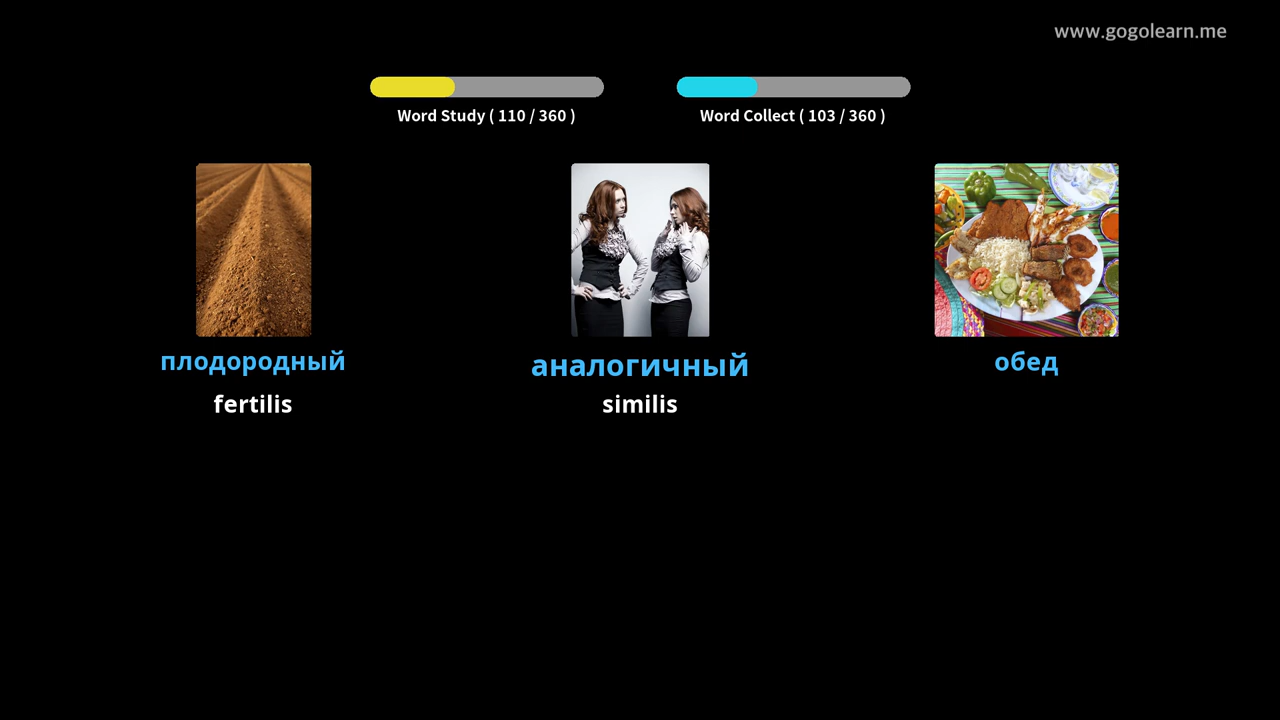 www.gogolearn.me
Word Study ( 110 / 360 )
Word Collect ( 103 / 360 )
плодородный
аналогичный
обед
fertilis
similis